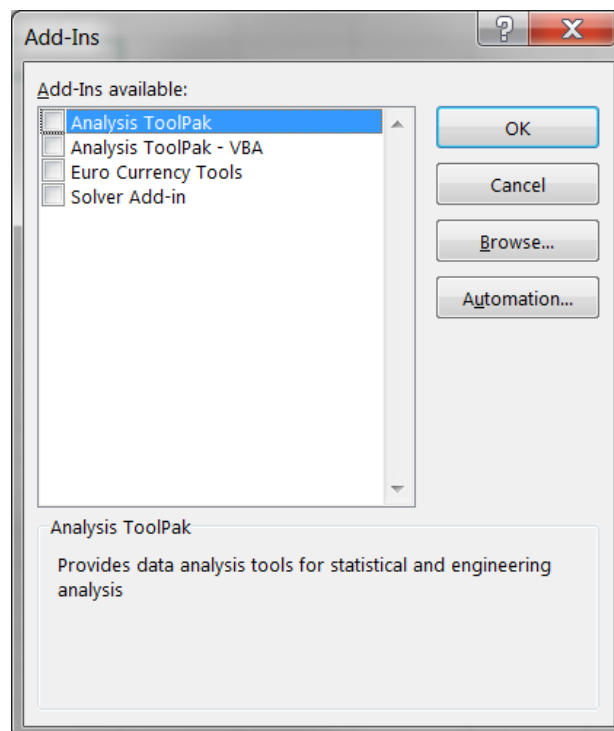 Add-Ins
?
X
Add-Ins available:
Analysis ToolPak
Analysis ToolPak - VBA
Euro Currency Tools
Solver Add-in
OK
Cancel
Browse...
Automation...
Analysis ToolPak
Provides data analysis tools for statistical and engineering
analysis